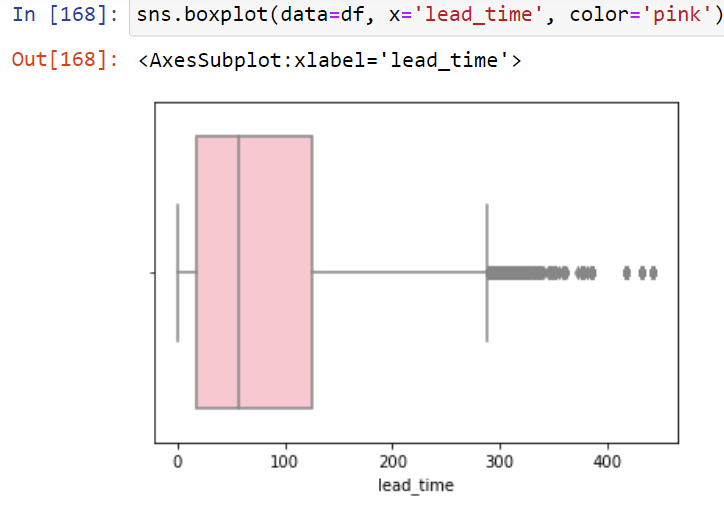 In [168]: sns.boxplot(data=df, x='lead_time', color='pink')
Out[168]: <AxesSubplot:xlabel='lead_time'>
0 100 200 300 400
lead_time